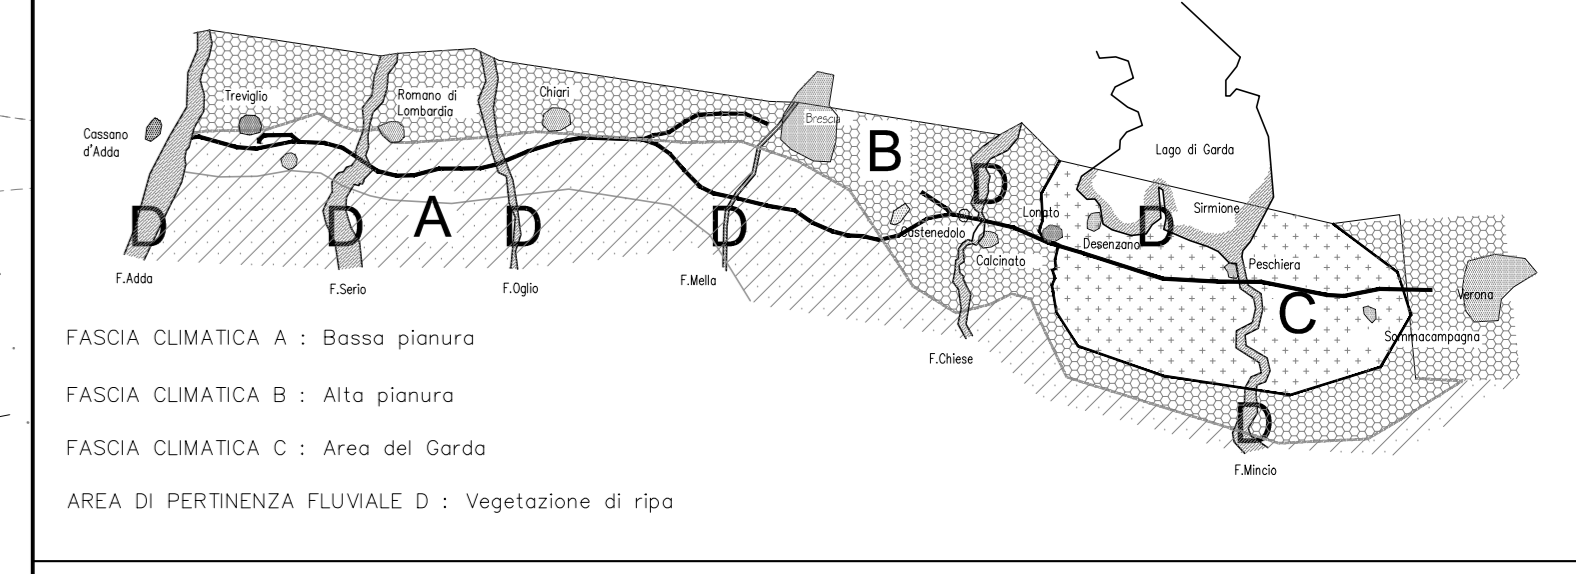 Treviglio
Romano di
Lombardia
Chiari
Brescia
Cassano
d'Adda
B
Lago di Garda
D
Lonato
Sirmione
D
D
A
D
D
Castenedolo
Desenzano
D
Calcinato
Peschiera
F.Adda
F.Serio
F.Oglio
F.Mella
Verona
C
Sommacampagna
F.Chiese
D
F.Mincio
FASCIA CLIMATICA A : Bassa pianura
FASCIA CLIMATICA B : Alta pianura
FASCIA CLIMATICA C : Area del Garda
AREA DI PERTINENZA FLUVIALE D : Vegetazione di ripa